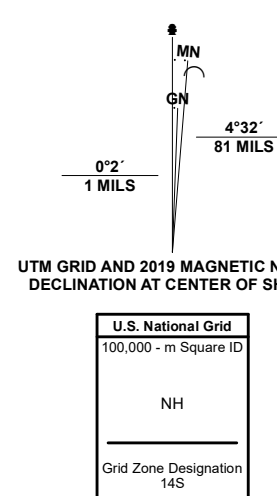 MN
GN
4°32´
81 MILS
0°2´
1 MILS
UTM GRID AND 2019 MAGNETIC N
DECLINATION AT CENTER OF SH
U.S. National Grid
100,000 - m Square ID
NH
Grid Zone Designation
14S